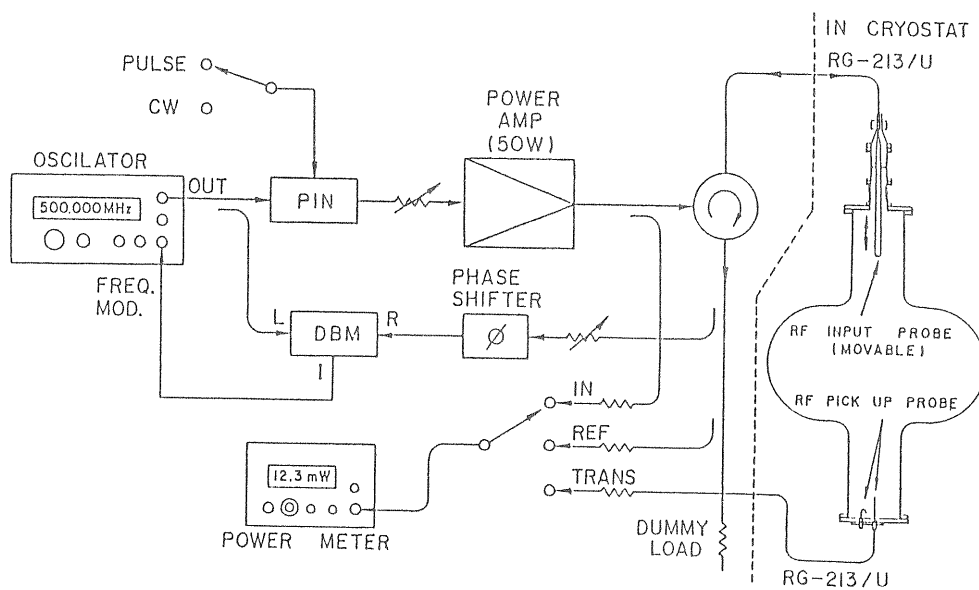 IN CRYOSTAT
RG-213/U
PULSE
CW
POWER
AMP
(50W)
OSCILATOR
OUT
500.000MHz
PIN
FREQ.
MOD.
PHASE
SHIFTER
L
DBM
R
I
Ø
RF INPUT PROBE
(MOVABLE)
IN
RF PICK UP PROBE
REF
12.3 mW
TRANS
POWER METER
DUMMY
LOAD
RG-213/U